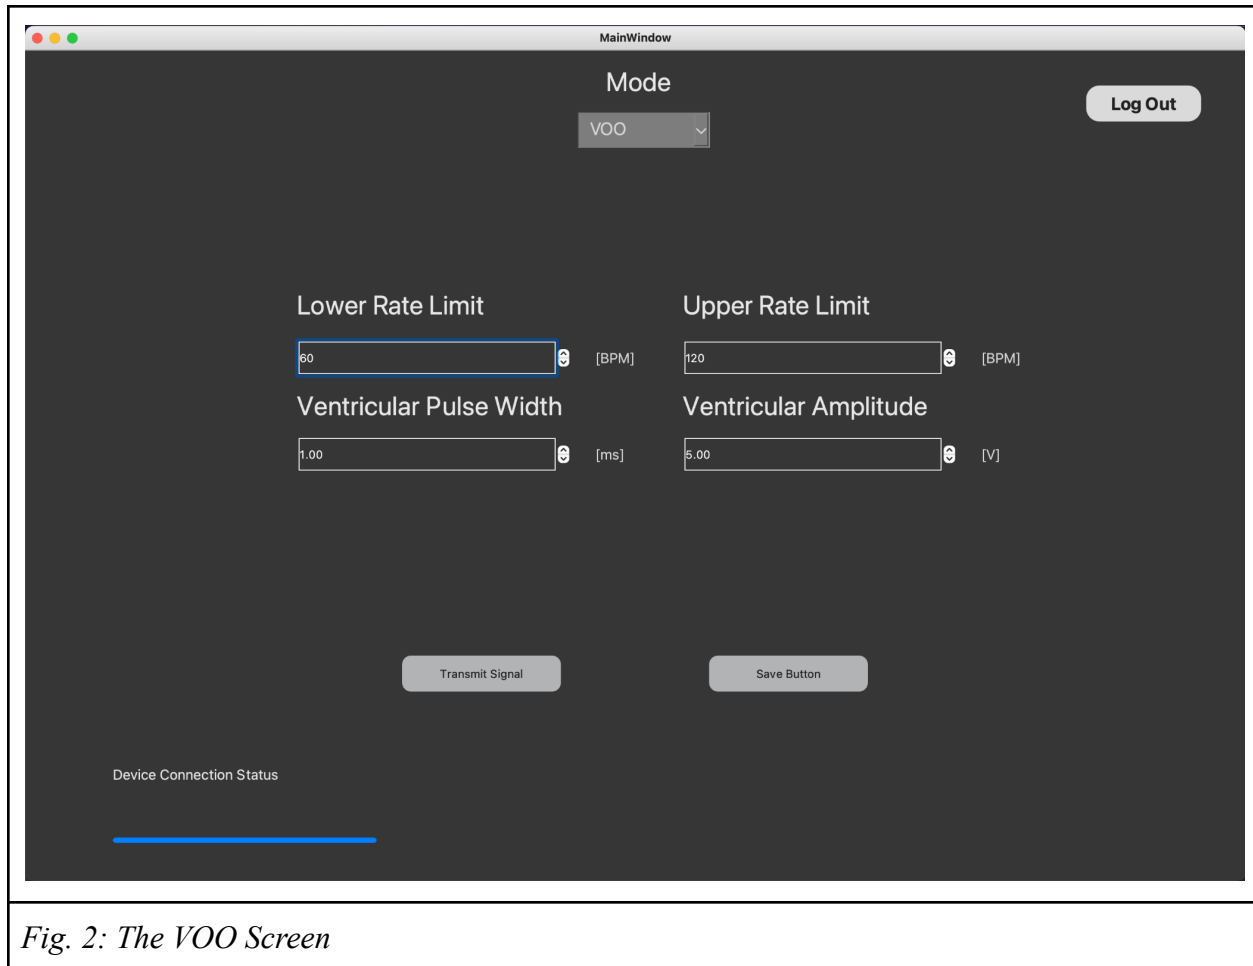 MainWindow
Mode
Log Out
VOO
Lower Rate Limit
Upper Rate Limit
60
[BPM]
120
[BPM]
Ventricular Pulse Width
Ventricular Amplitude
1.00
[ms]
5.00
[V]
Transmit Signal
Save Button
Device Connection Status
Fig. 2: The VOO Screen